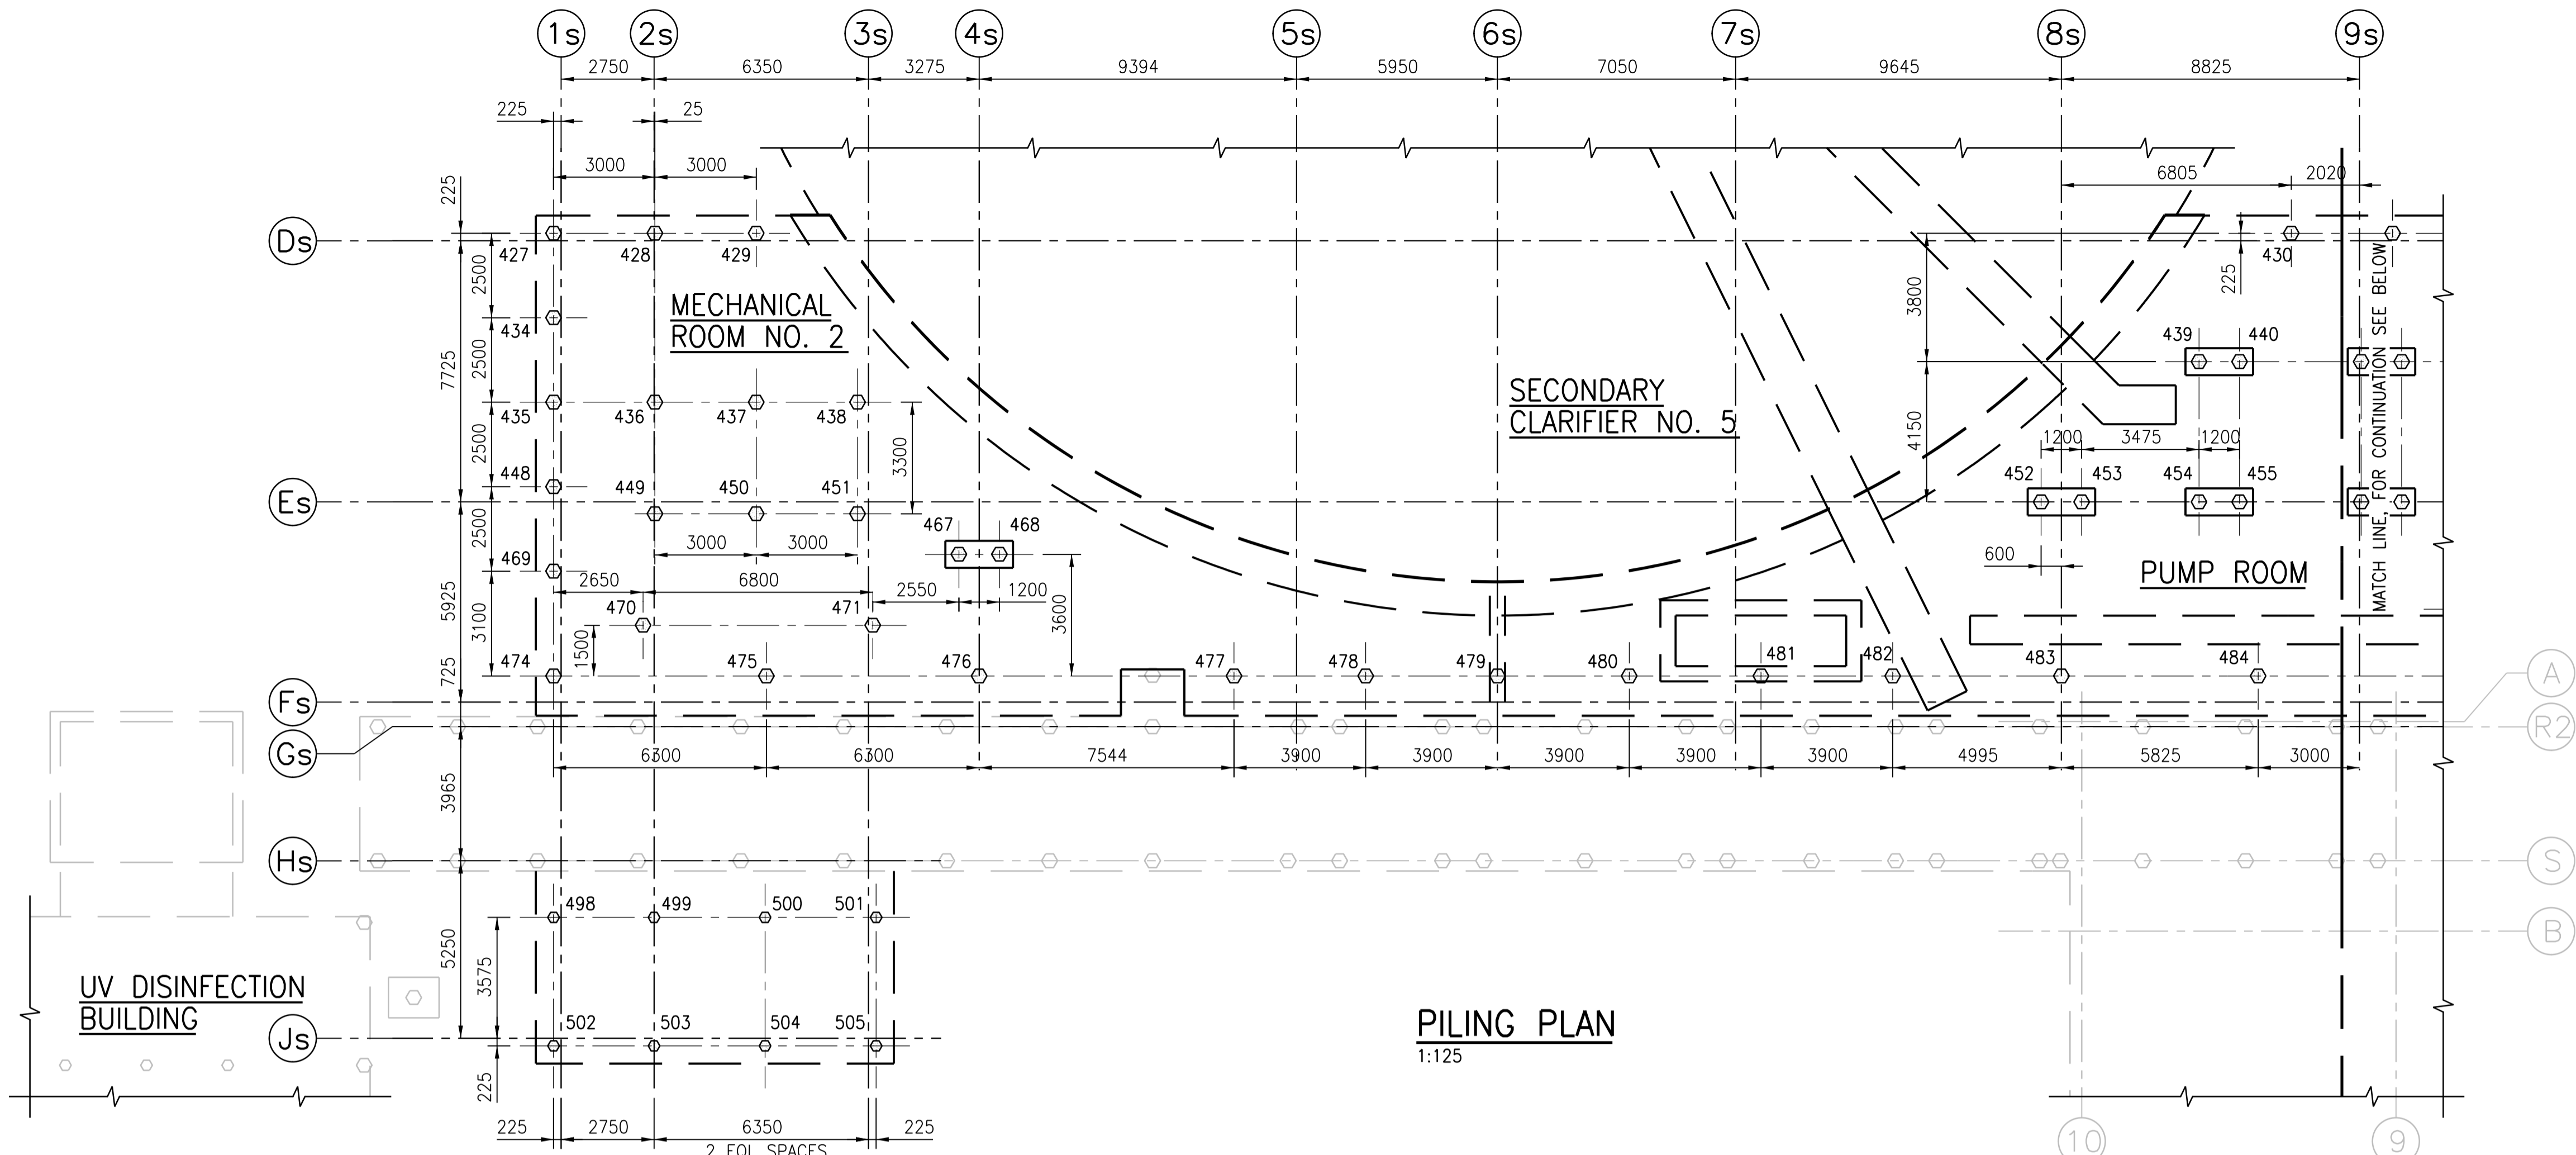 1s 2s 3s 4s 5s 6s 7s 8s 9s
2750 6350 3275 9394 5950 7050 9645 8825
225 25
3000 3000
6805 2020
225
Ds
427 428 429 430
225
2500
3800
MECHANICAL
ROOM NO. 2
434
439 440
2500
7725
SECONDARY
CLARIFIER NO. 5
435 436 437 438
2500
3300
4150
1200 3475 1200
448 449 450 451
452 453 454 455
Es
467 468
2500
3000 3000
469
600
PUMP ROOM
MATCH LINE, FOR CONTINUATION SEE BELOW
2650 6800 2550 1200
3600
470 471
5925
3100
1500
474 475 476 477 478 479 480 481 482 483 484
725
A
Fs
R2
Gs
6300 6300 7544 3900 3900 3900 3900 3900 4995 5825 3000
3965
Hs
S
498 499 500 501
B
5250
3575
UV DISINFECTION
BUILDING
502 503 504 505
Js
PILING PLAN
1:125
225
225 2750 6350 225
2 EQL SPACES
10 9